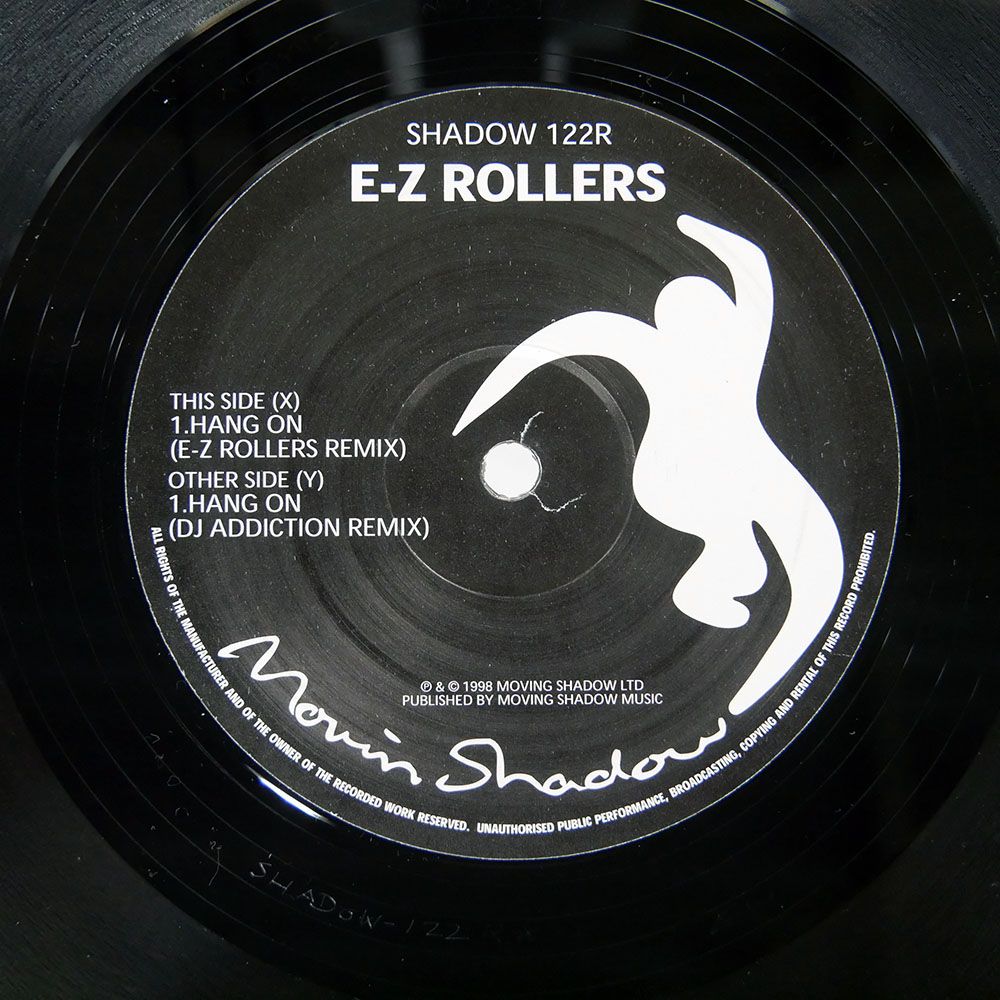 SHADOW 122R
E-Z ROLLERS
THIS SIDE (X)
1.HANG ON
(E-Z ROLLERS REMIX)
OTHER SIDE (Y)
1.HANG ON
(DJ ADDICTION REMIX)
℗ & © 1998 MOVING SHADOW LTD
PUBLISHED BY MOVING SHADOW MUSIC
Movin Shadow
ALL RIGHTS OF THE MANUFACTURER AND OF THE OWNER OF THE RECORDED WORK RESERVED. UNAUTHORISED PUBLIC PERFORMANCE, BROADCASTING, COPYING AND RENTAL OF THIS RECORD PROHIBITED.
SHADOW-122